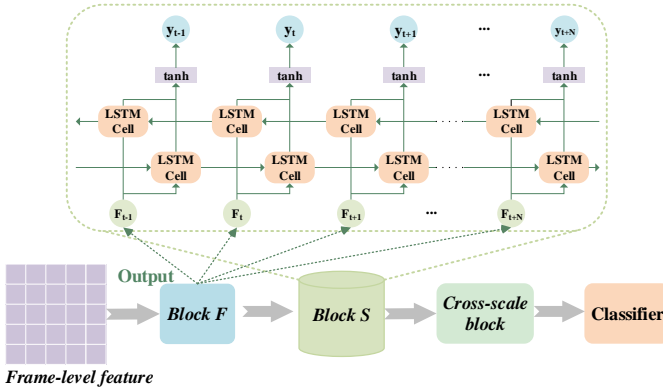 y_{t-1} y_t y_{t+1} ... y_{t+N}
tanh tanh tanh ... tanh
LSTM LSTM LSTM LSTM
Cell Cell Cell Cell
LSTM LSTM LSTM LSTM
Cell Cell Cell Cell
F_{t-1} F_t F_{t+1} ... F_{t+N}
Output
Block F Block S Cross-scale Classifier
block
Frame-level feature